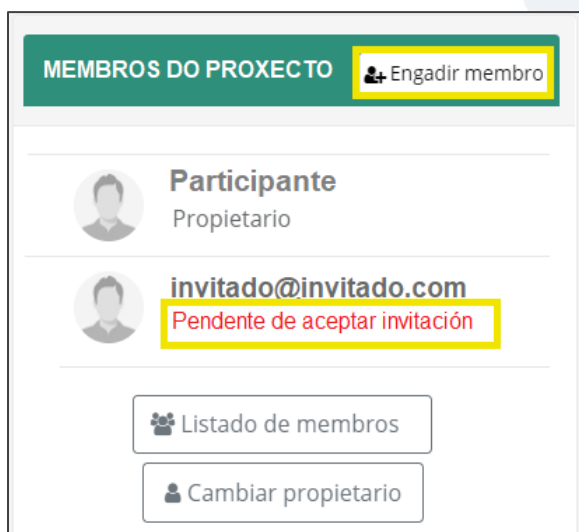 MEMBROS DO PROXECTO Engadir membro
Participante
Propietario
invitado@invitado.com
Pendente de aceptar invitación
Listado de membros
Cambiar propietario